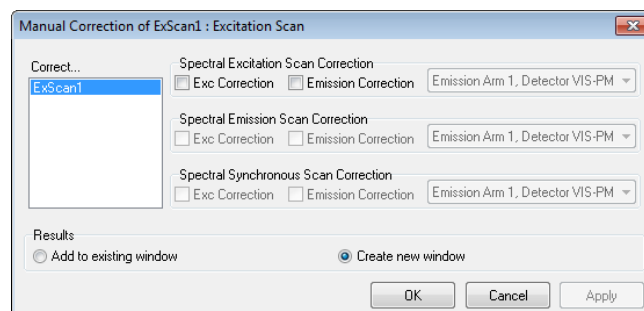 Manual Correction of ExScan1 : Excitation Scan
Correct...
ExScan1
Spectral Excitation Scan Correction
Exc Correction Emission Correction Emission Arm 1, Detector VIS-PM
Spectral Emission Scan Correction
Exc Correction Emission Correction Emission Arm 1, Detector VIS-PM
Spectral Synchronous Scan Correction
Exc Correction Emission Correction Emission Arm 1, Detector VIS-PM
Results
Add to existing window Create new window
OK Cancel Apply